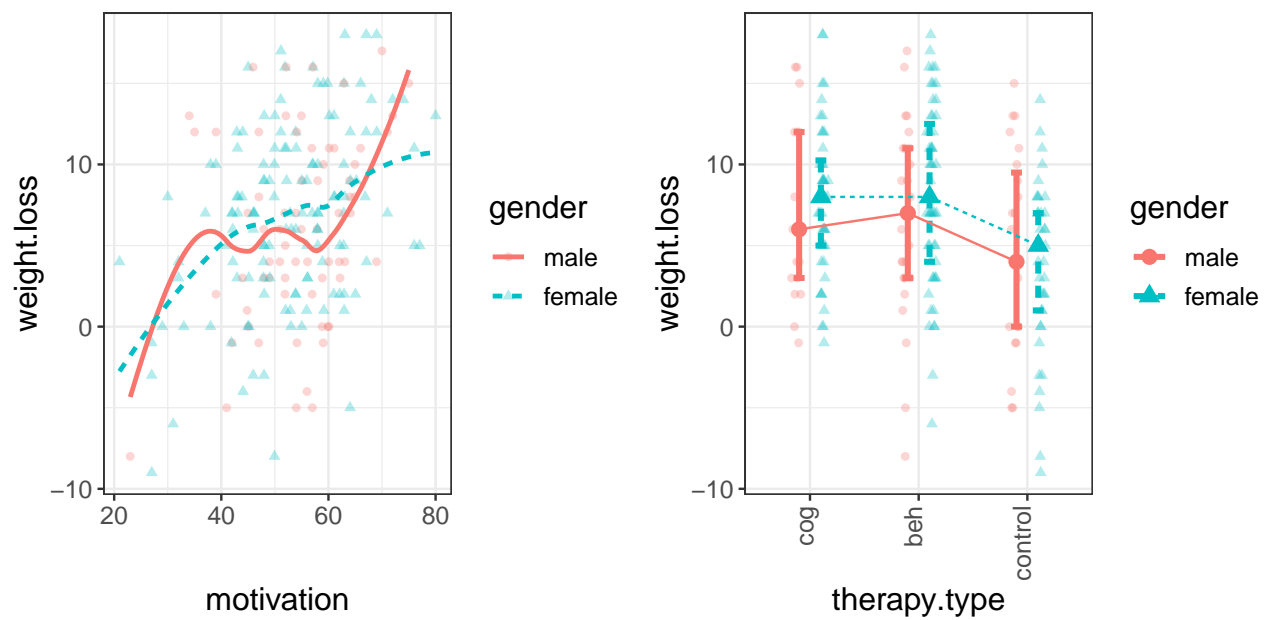 weight.loss
10
0
−10
20 40 60 80
motivation
gender
male
female
weight.loss
10
0
−10
cog
beh
control
therapy.type
gender
male
female